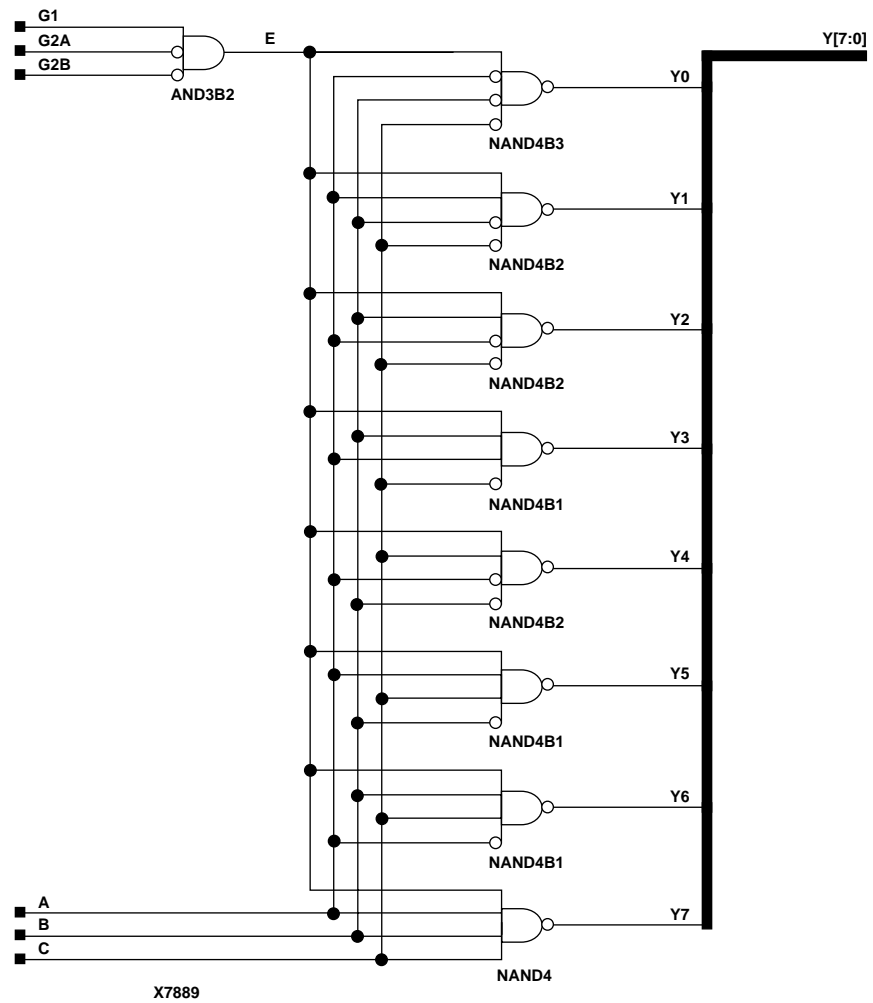 G1
G2A
G2B
E
AND3B2
Y[7:0]
Y0
NAND4B3
Y1
NAND4B2
Y2
NAND4B2
Y3
NAND4B1
Y4
NAND4B2
Y5
NAND4B1
Y6
NAND4B1
A
B
C
Y7
NAND4
X7889